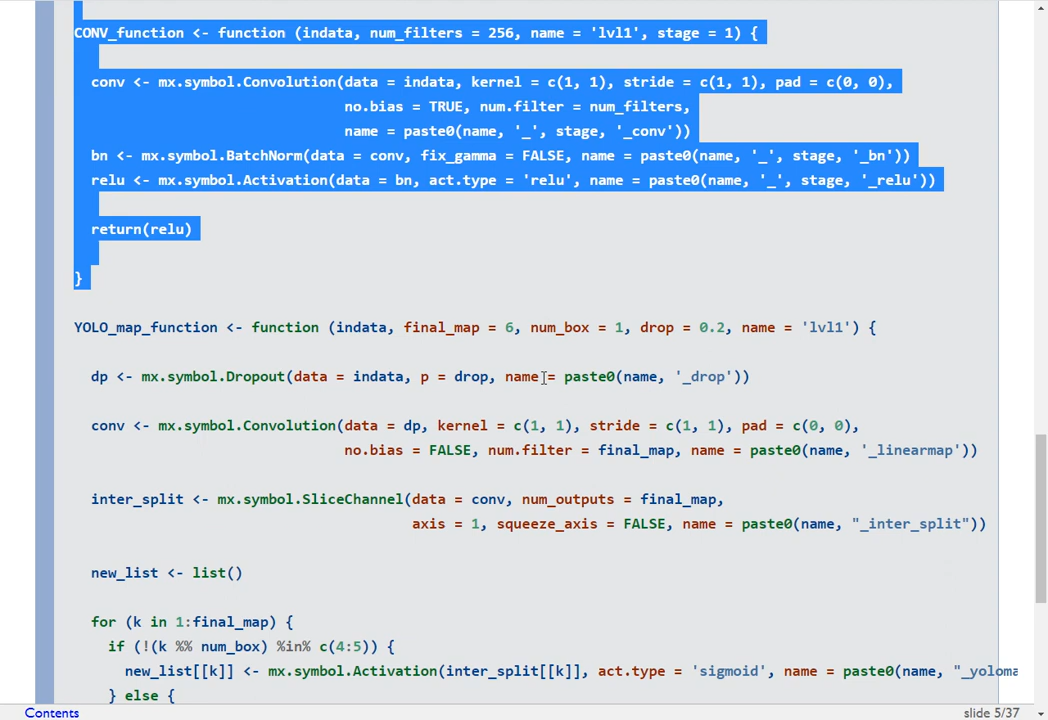 CONV_function <- function (indata, num_filters = 256, name = 'lvl1', stage = 1) {
conv <- mx.symbol.Convolution(data = indata, kernel = c(1, 1), stride = c(1, 1), pad = c(0, 0),
no.bias = TRUE, num.filter = num_filters,
name = paste0(name, '_', stage, '_conv'))
bn <- mx.symbol.BatchNorm(data = conv, fix_gamma = FALSE, name = paste0(name, '_', stage, '_bn'))
relu <- mx.symbol.Activation(data = bn, act.type = 'relu', name = paste0(name, '_', stage, '_relu'))
return(relu)
}
YOLO_map_function <- function (indata, final_map = 6, num_box = 1, drop = 0.2, name = 'lvl1') {
dp <- mx.symbol.Dropout(data = indata, p = drop, name = paste0(name, '_drop'))
conv <- mx.symbol.Convolution(data = dp, kernel = c(1, 1), stride = c(1, 1), pad = c(0, 0),
no.bias = FALSE, num.filter = final_map, name = paste0(name, '_linearmap'))
inter_split <- mx.symbol.SliceChannel(data = conv, num_outputs = final_map,
axis = 1, squeeze_axis = FALSE, name = paste0(name, "_inter_split"))
new_list <- list()
for (k in 1:final_map) {
if (!(k %% num_box) %in% c(4:5)) {
new_list[[k]] <- mx.symbol.Activation(inter_split[[k]], act.type = 'sigmoid', name = paste0(name, "_yoloma
} else {
Contents
slide 5/37